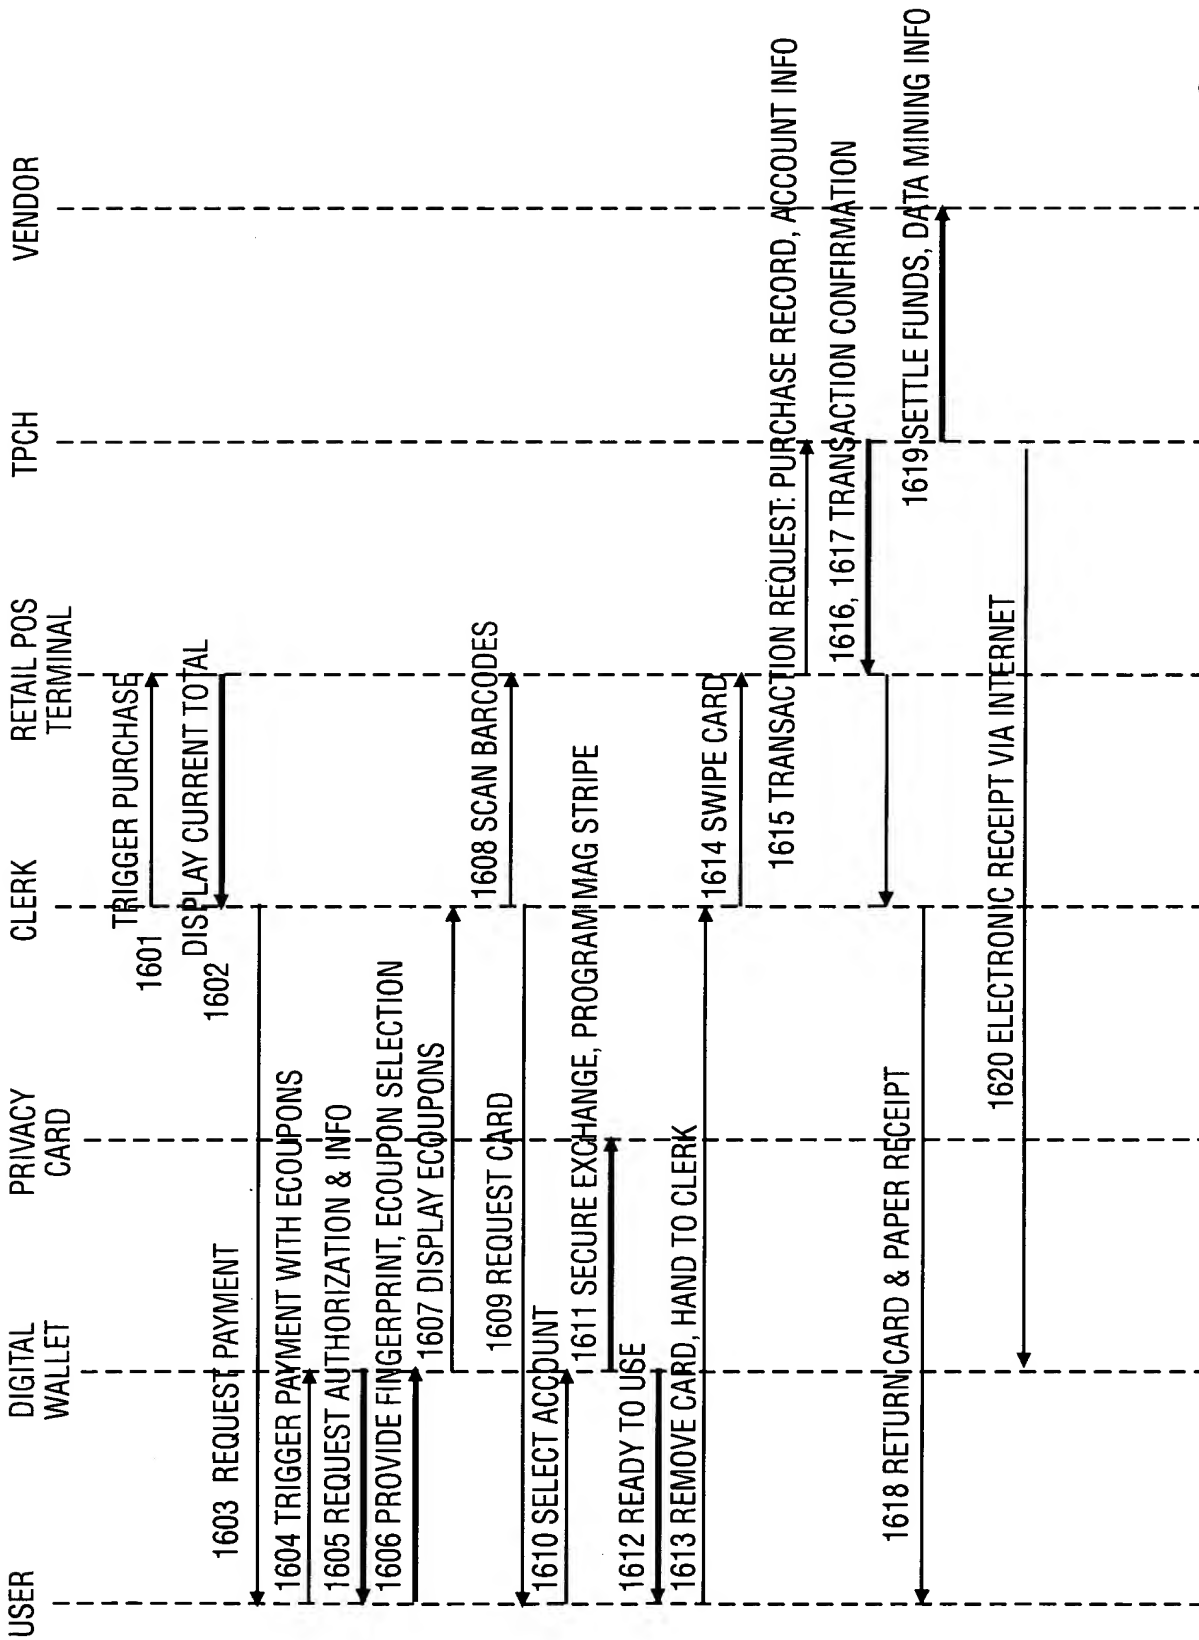 USER
DIGITAL
WALLET
PRIVACY
CARD
CLERK
RETAIL POS
TERMINAL
TPCH
VENDOR
TRIGGER PURCHASE
1601
DISPLAY CURRENT TOTAL
1602
1603 REQUEST PAYMENT
1604 TRIGGER PAYMENT WITH ECOUPONS
1605 REQUEST AUTHORIZATION & INFO
1606 PROVIDE FINGERPRINT, ECOUPON SELECTION
1607 DISPLAY ECOUPONS
1608 SCAN BARCODES
1609 REQUEST CARD
1610 SELECT ACCOUNT
1611 SECURE EXCHANGE, PROGRAM MAG STRIPE
1612 READY TO USE
1613 REMOVE CARD, HAND TO CLERK
1614 SWIPE CARD
1615 TRANSACTION REQUEST: PURCHASE RECORD, ACCOUNT INFO
1616, 1617 TRANSACTION CONFIRMATION
1618 RETURN CARD & PAPER RECEIPT
1619 SETTLE FUNDS, DATA MINING INFO
1620 ELECTRONIC RECEIPT VIA INTERNET